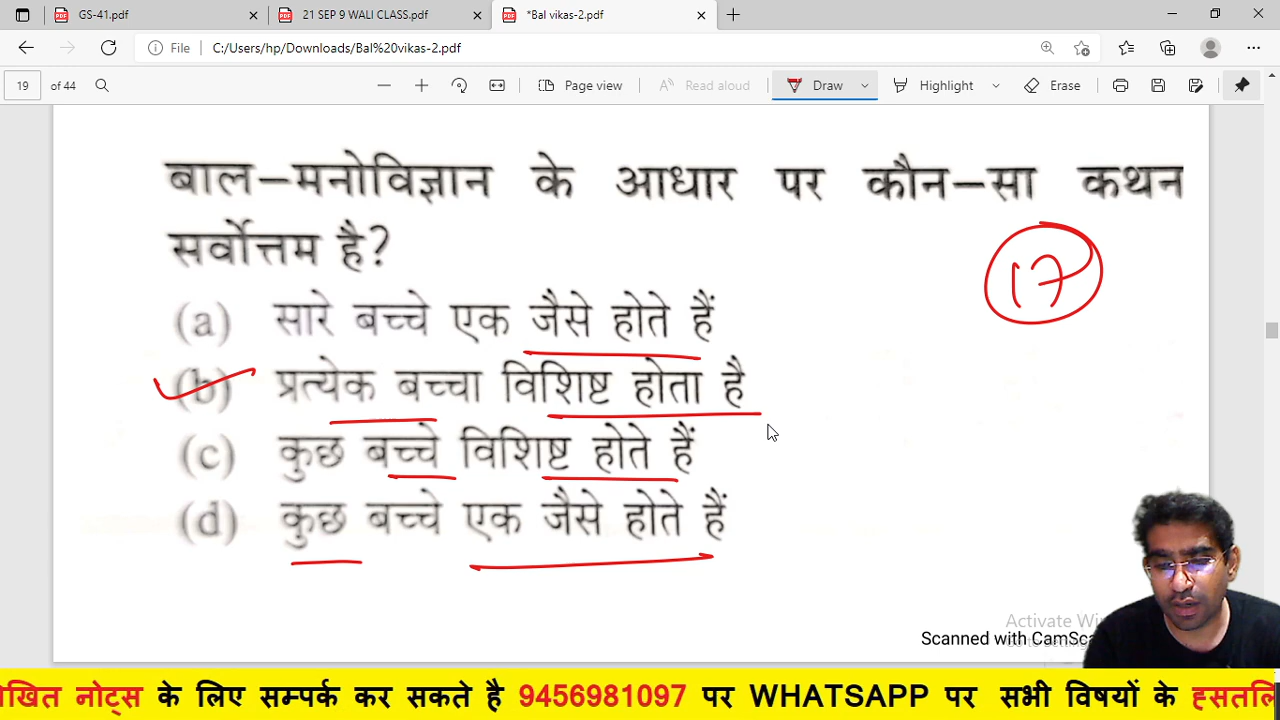 GS-41.pdf
21 SEP 9 WALI CLASS.pdf
*Bal vikas-2.pdf
File
C:/Users/hp/Downloads/Bal%20vikas-2.pdf
19 of 44
Page view
Read aloud
Draw
Highlight
Erase
बाल-मनोविज्ञान के आधार पर कौन-सा कथन
सर्वोत्तम है?
17
(a) सारे बच्चे एक जैसे होते हैं
(b) प्रत्येक बच्चा विशिष्ट होता है
(c) कुछ बच्चे विशिष्ट होते हैं
(d) कुछ बच्चे एक जैसे होते हैं
Activate
Scanned with
नोट्स के लिए सम्पर्क कर सकते है 9456981097 पर WHATSAPP पर सभी विषयों के